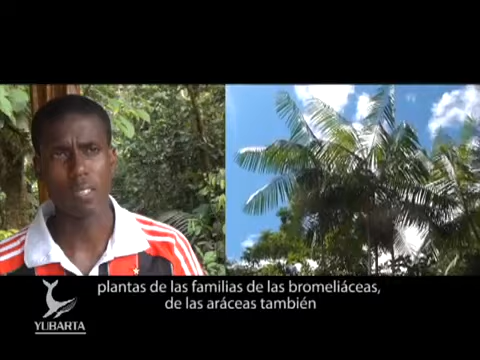 plantas de las familias de las bromeliáceas,
de las aráceas también
YUBARTA